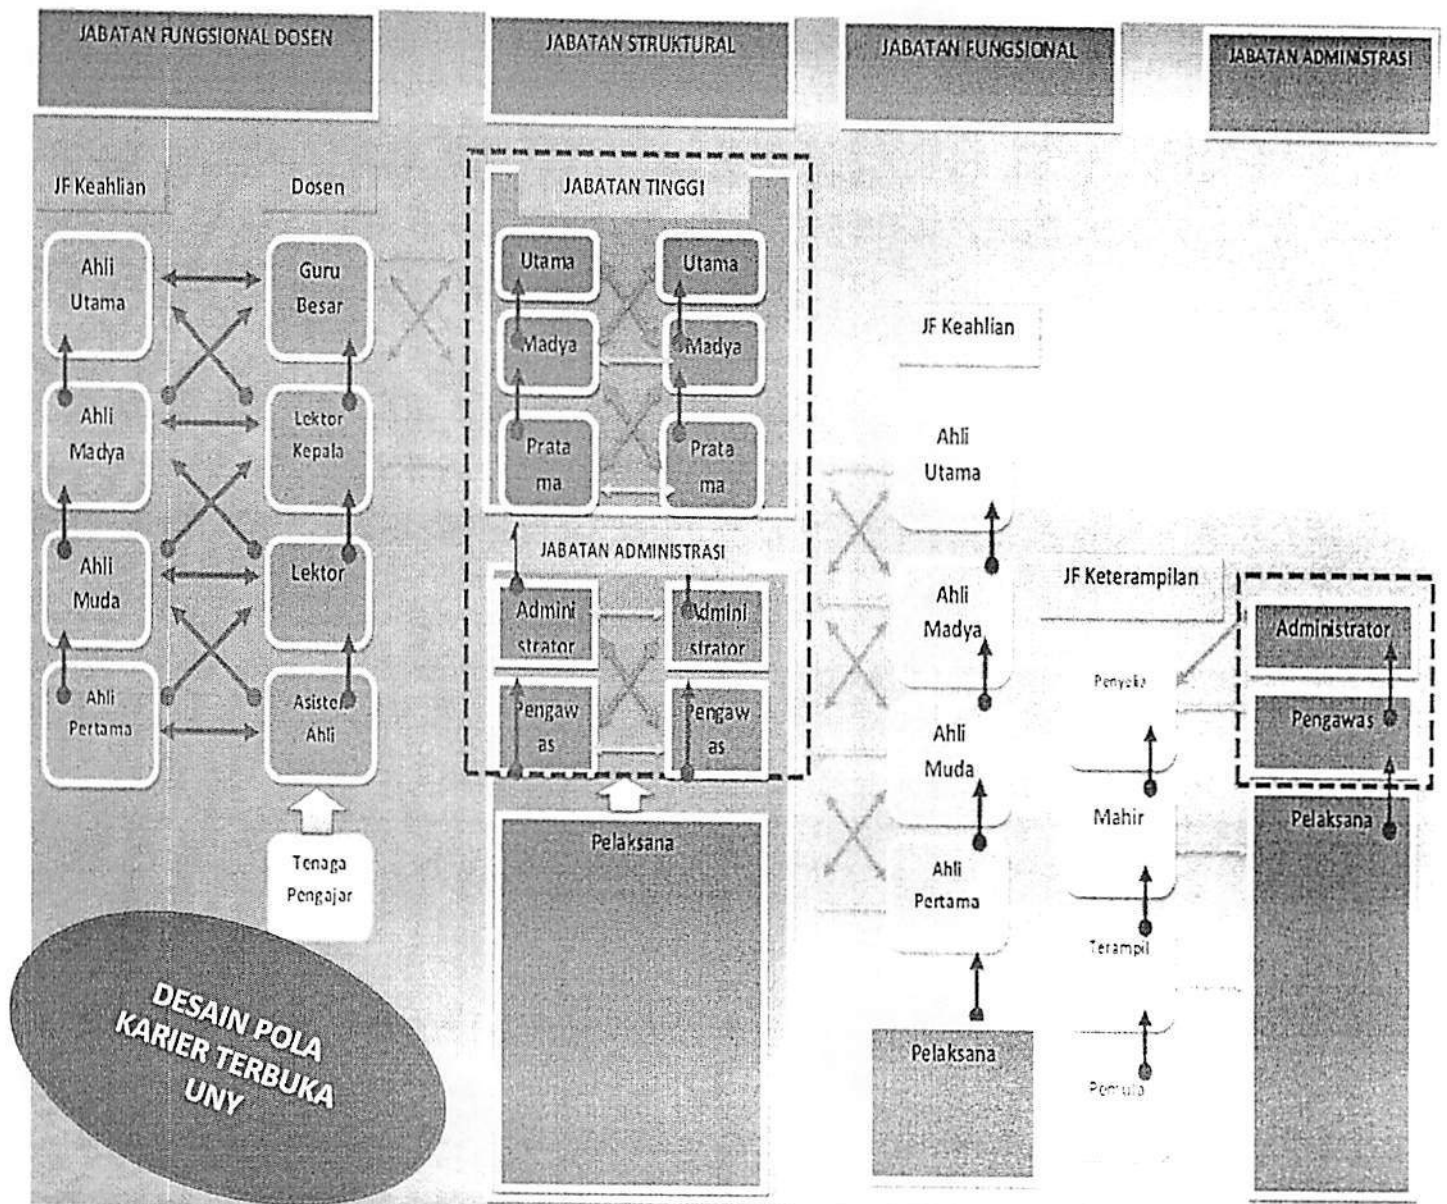 JABATAN FUNGSIONAL DOSEN
JABATAN STRUKTURAL
JABATAN FUNGSIONAL
JABATAN ADMINISTRASI
JF Keahlian
Dosen
Ahli
Utama
Ahli
Madya
Ahli
Muda
Ahli
Pertama
Guru
Besar
Lektor
Kepala
Lektor
Asisten
Ahli
Tenaga
Pengajar
JABATAN TINGGI
Utama
Utama
Madya
Madya
Prata
ma
Prata
ma
JABATAN ADMINISTRASI
Admini
strator
Admini
strator
Pengaw
as
Pengaw
as
Pelaksana
JF Keahlian
Ahli
Utama
Ahli
Madya
Ahli
Muda
Ahli
Pertama
Pelaksana
JF Keterampilan
Penyelia
Mahir
Terampil
Pemula
Administrator
Pengawas
Pelaksana
DESAIN POLA
KARIER TERBUKA
UNY